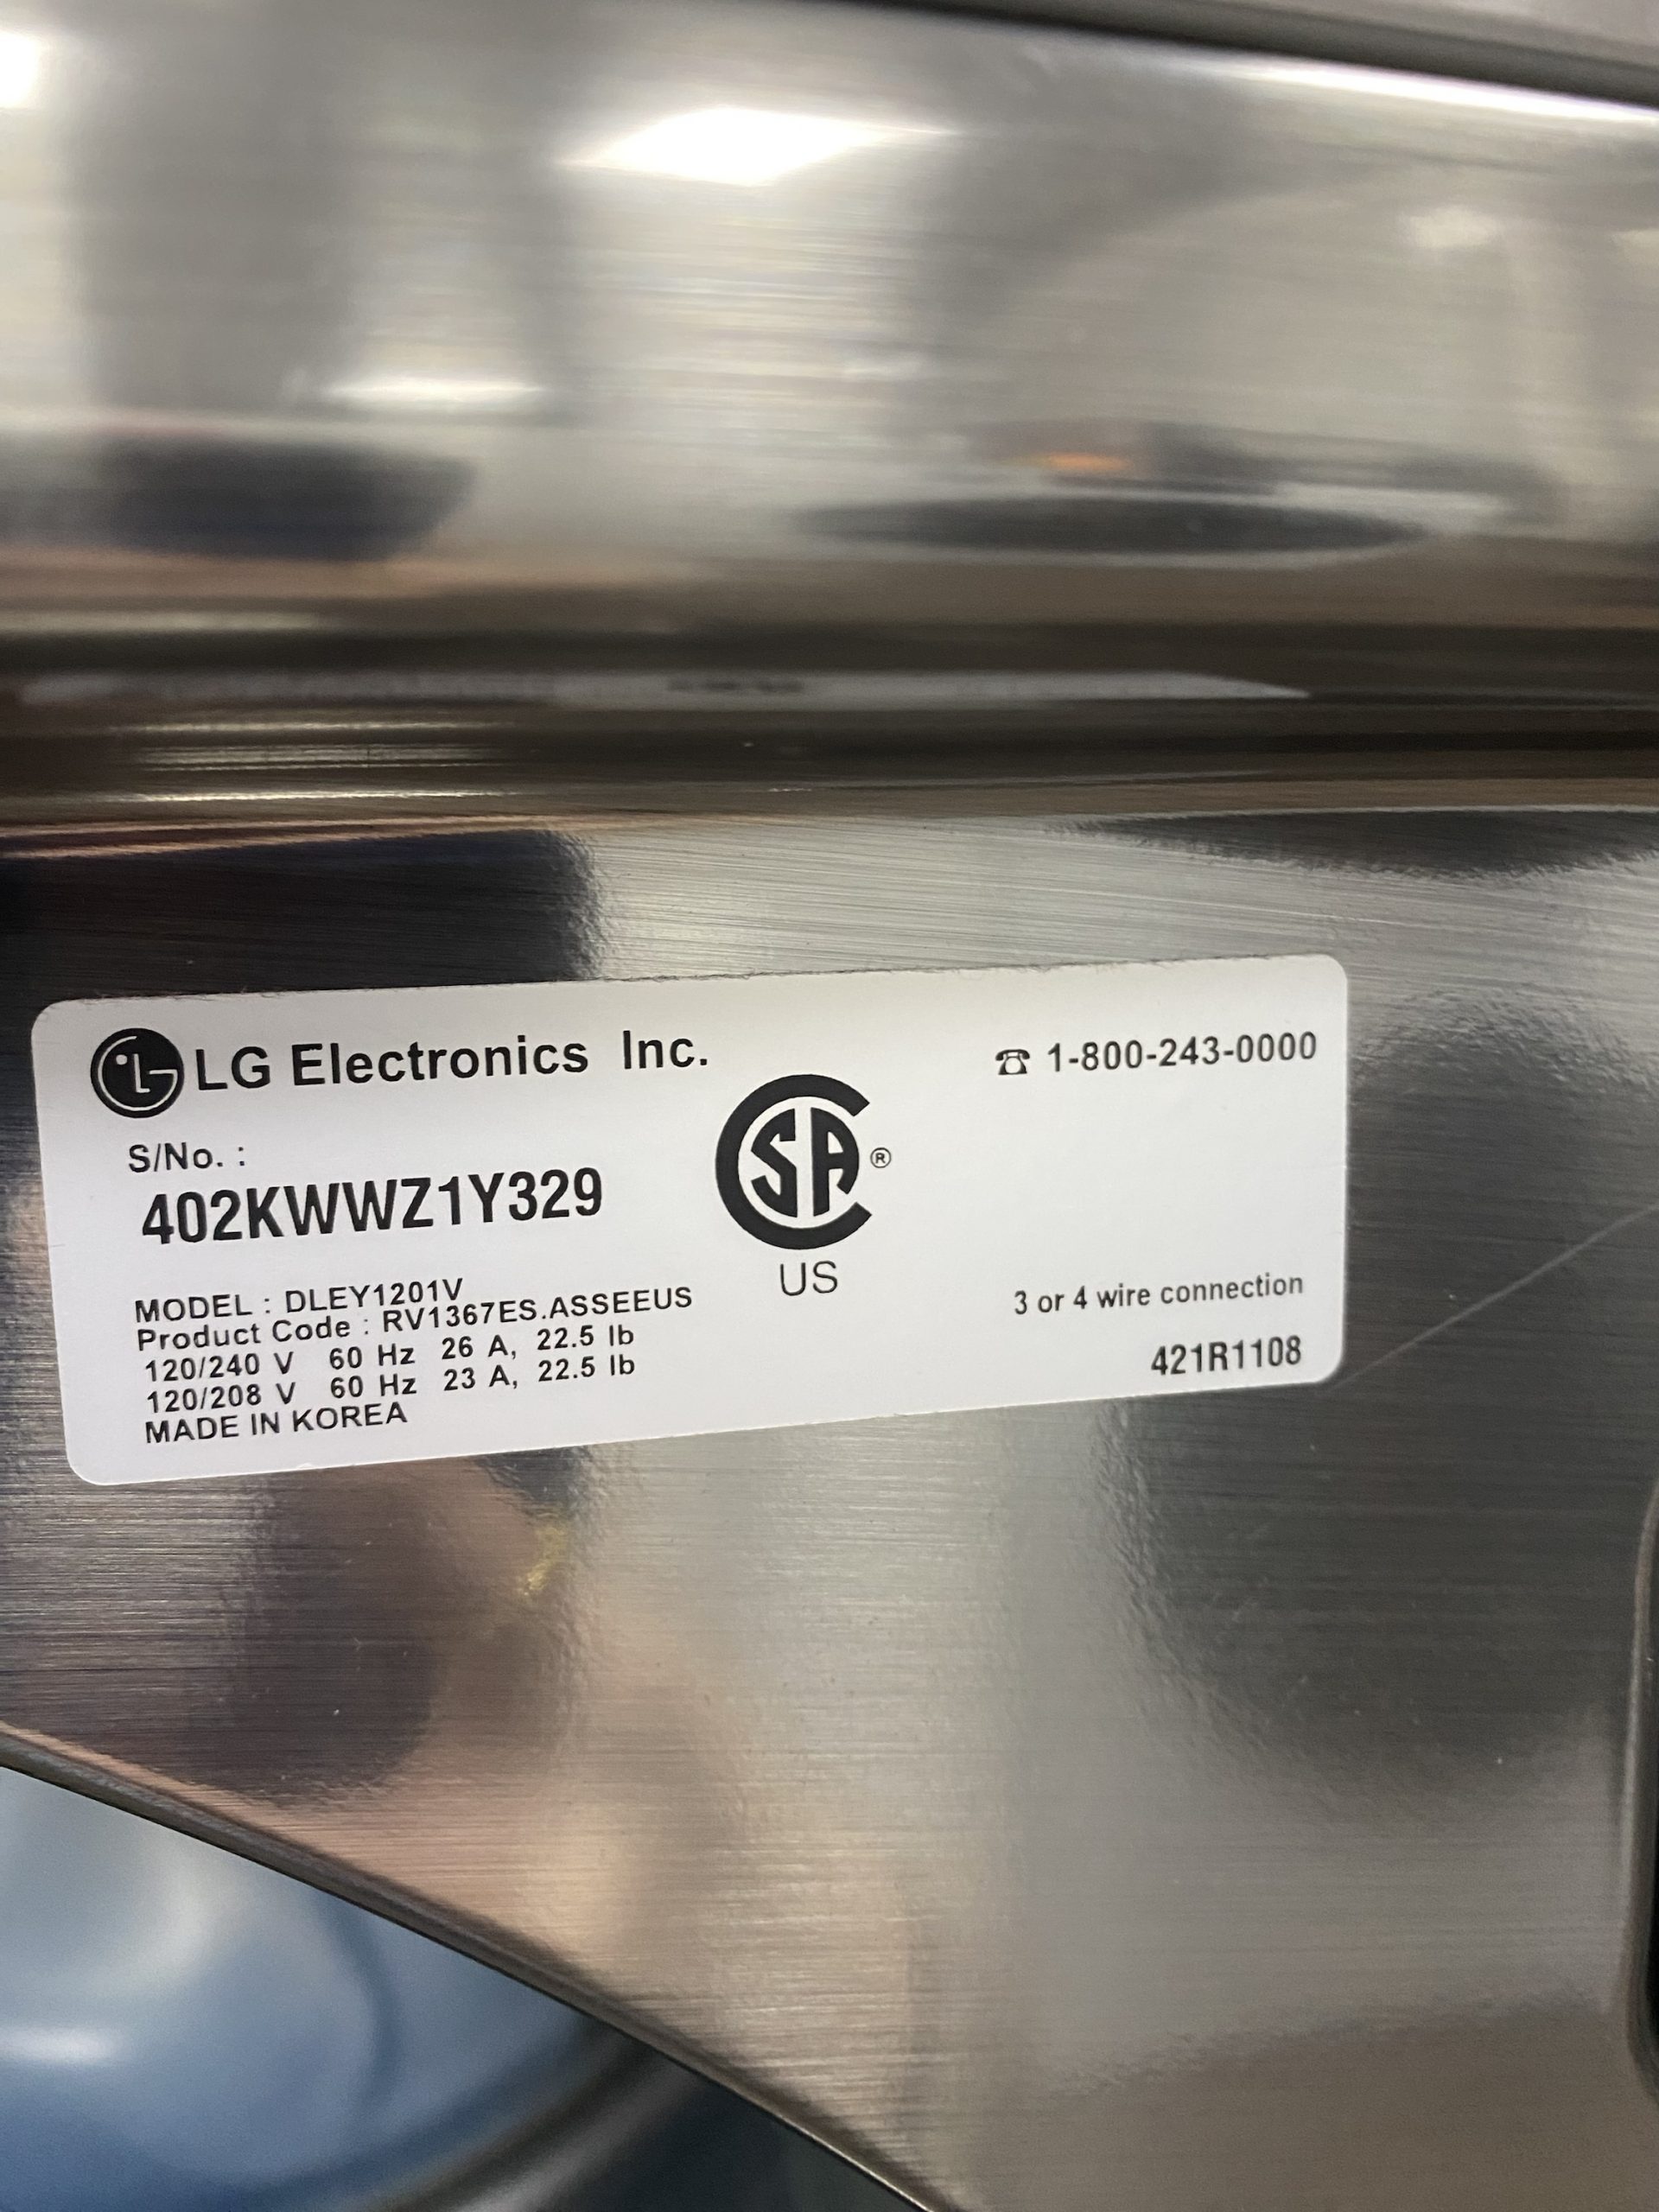 LG Electronics Inc.
☎ 1-800-243-0000
S/No. :
402KWWZ1Y329
CSA ®
US
MODEL : DLEY1201V
Product Code : RV1367ES.ASSEEUS
120/240 V 60 Hz 26 A, 22.5 lb
120/208 V 60 Hz 23 A, 22.5 lb
MADE IN KOREA
3 or 4 wire connection
421R1108